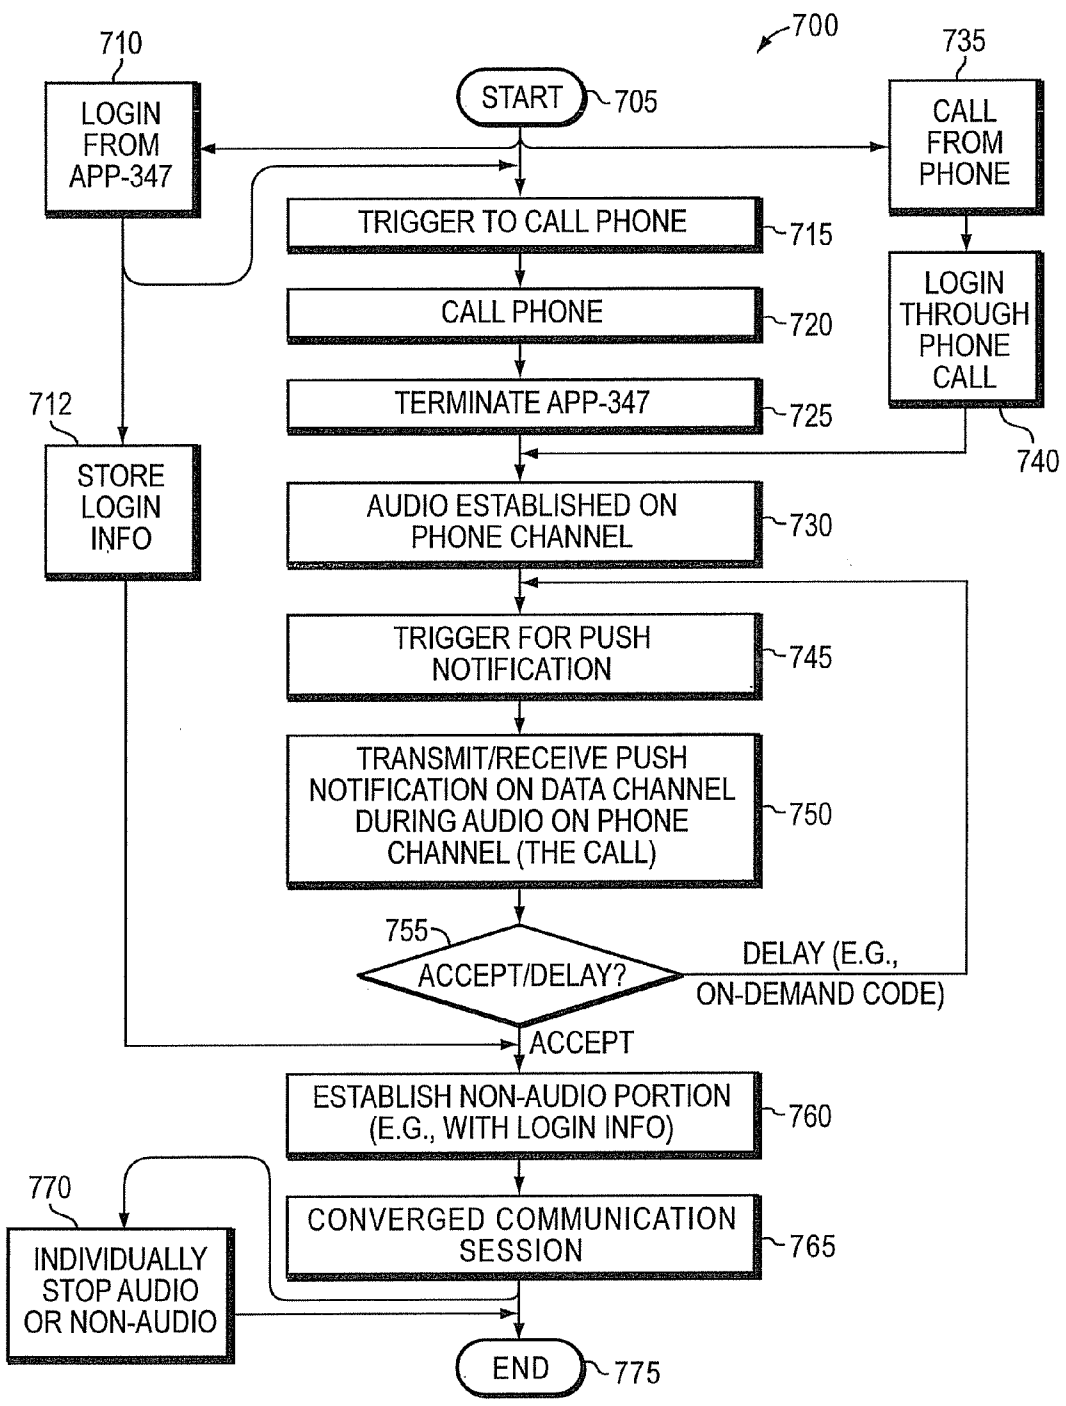 700
710
LOGIN
FROM
APP-347
START
705
735
CALL
FROM
PHONE
TRIGGER TO CALL PHONE
715
CALL PHONE
720
LOGIN
THROUGH
PHONE
CALL
740
TERMINATE APP-347
725
712
STORE
LOGIN
INFO
AUDIO ESTABLISHED ON
PHONE CHANNEL
730
TRIGGER FOR PUSH
NOTIFICATION
745
TRANSMIT/RECEIVE PUSH
NOTIFICATION ON DATA CHANNEL
DURING AUDIO ON PHONE
CHANNEL (THE CALL)
750
755
ACCEPT/DELAY?
DELAY (E.G.,
ON-DEMAND CODE)
ACCEPT
ESTABLISH NON-AUDIO PORTION
(E.G., WITH LOGIN INFO)
760
CONVERGED COMMUNICATION
SESSION
765
770
INDIVIDUALLY
STOP AUDIO
OR NON-AUDIO
END
775